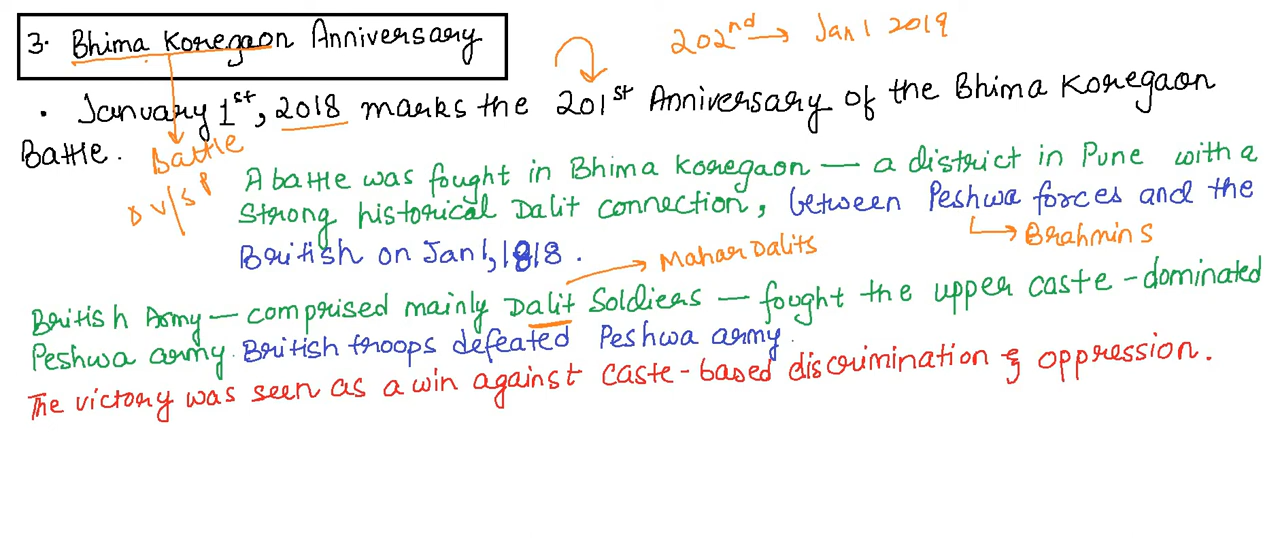 3. Bhima Koregaon Anniversary
202nd → Jan 1 2019
• January 1st, 2018 marks the 201st Anniversary of the Bhima Koregaon
Battle.
Battle
D v/s P
A battle was fought in Bhima Koregaon — a district in Pune with a
strong historical Dalit connection, between Peshwa forces and the
→ Brahmins
British on Jan 1, 1818.
→ Mahar Dalits
British Army — comprised mainly Dalit Soldiers — fought the upper caste-dominated
Peshwa army. British troops defeated Peshwa army.
The victory was seen as a win against caste-based discrimination & oppression.